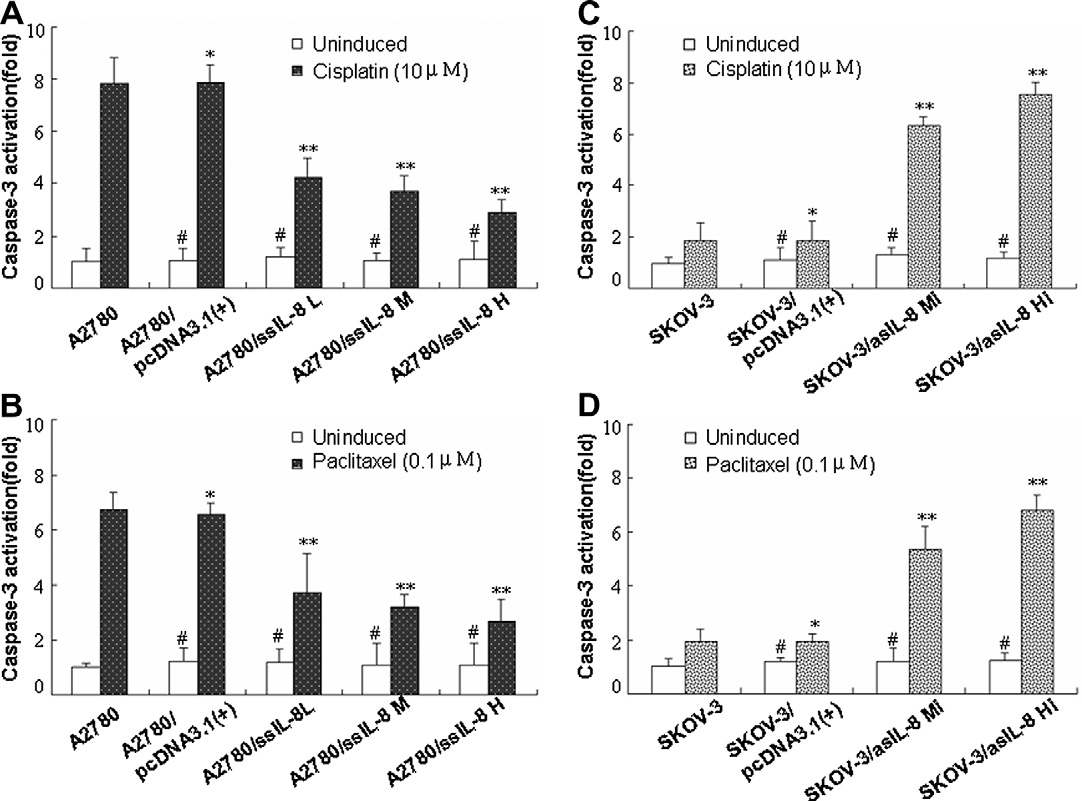 A
Caspase-3 activation(fold)
10
8
6
4
2
0
Uninduced
Cisplatin (10 μ M)
*
**
**
**
#
#
#
#
A2780
A2780/
pcDNA3.1(+)
A2780/ssIL-8 L
A2780/ssIL-8 M
A2780/ssIL-8 H
B
Caspase-3 activation(fold)
10
8
6
4
2
0
Uninduced
Paclitaxel (0.1 μ M)
*
**
**
**
#
#
#
#
A2780
A2780/
pcDNA3.1(+)
A2780/ssIL-8L
A2780/ssIL-8 M
A2780/ssIL-8 H
C
Caspase-3 activation(fold)
10
8
6
4
2
0
Uninduced
Cisplatin (10 μ M)
*
**
**
#
#
#
SKOV-3
SKOV-3/
pcDNA3.1(+)
SKOV-3/asIL-8 Mi
SKOV-3/asIL-8 Hi
D
Caspase-3 activation(fold)
10
8
6
4
2
0
Uninduced
Paclitaxel (0.1 μ M)
*
**
**
#
#
#
SKOV-3
SKOV-3/
pcDNA3.1(+)
SKOV-3/asIL-8 Mi
SKOV-3/asIL-8 Hi